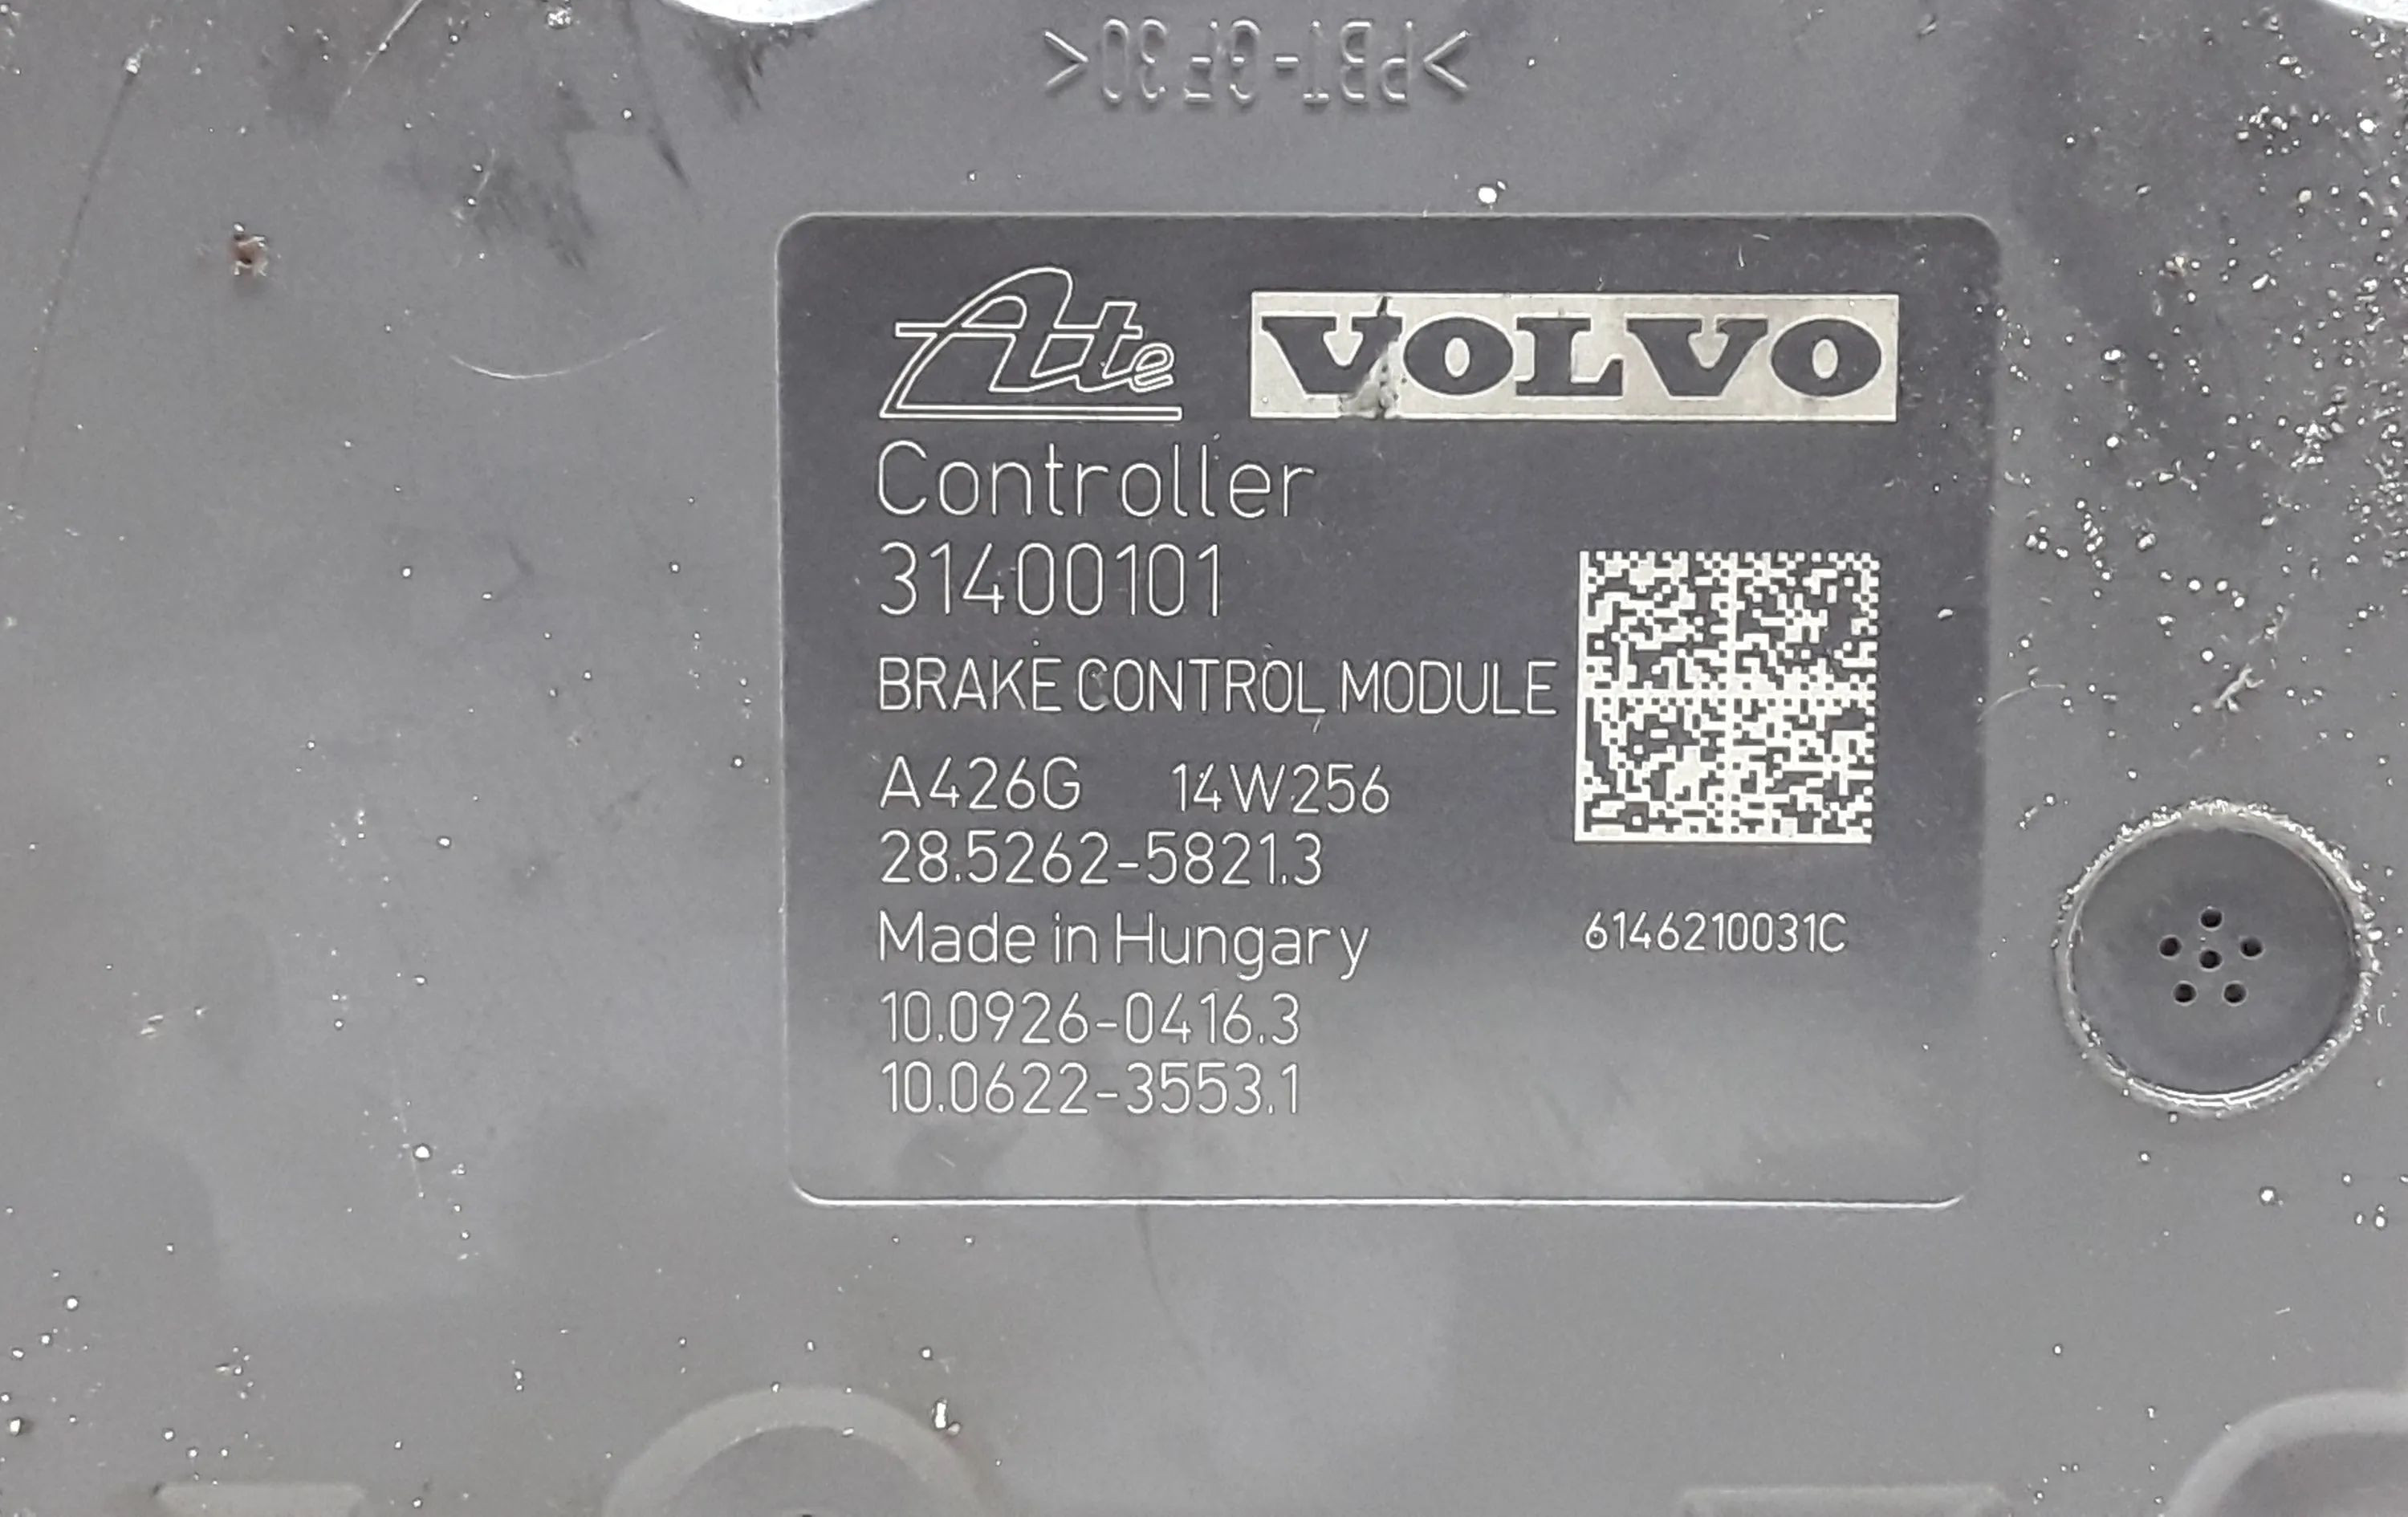 >PBT-GF30<
Ate VOLVO
Controller
31400101
BRAKE CONTROL MODULE
A426G 14W256
28.5262-5821.3
Made in Hungary 6146210031C
10.0926-0416.3
10.0622-3553.1